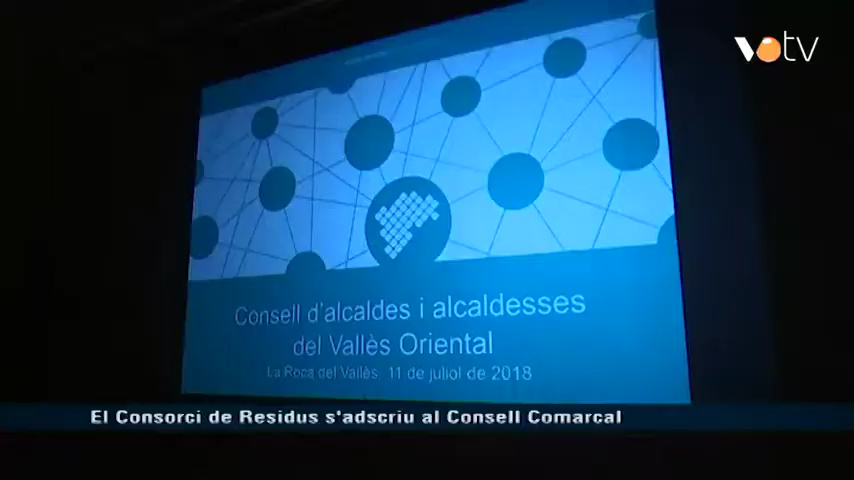 votv
Consell d'alcaldes i alcaldesses
del Vallès Oriental
La Roca del Vallès, 11 de juliol de 2018
El Consorci de Residus s'adscriu al Consell Comarcal